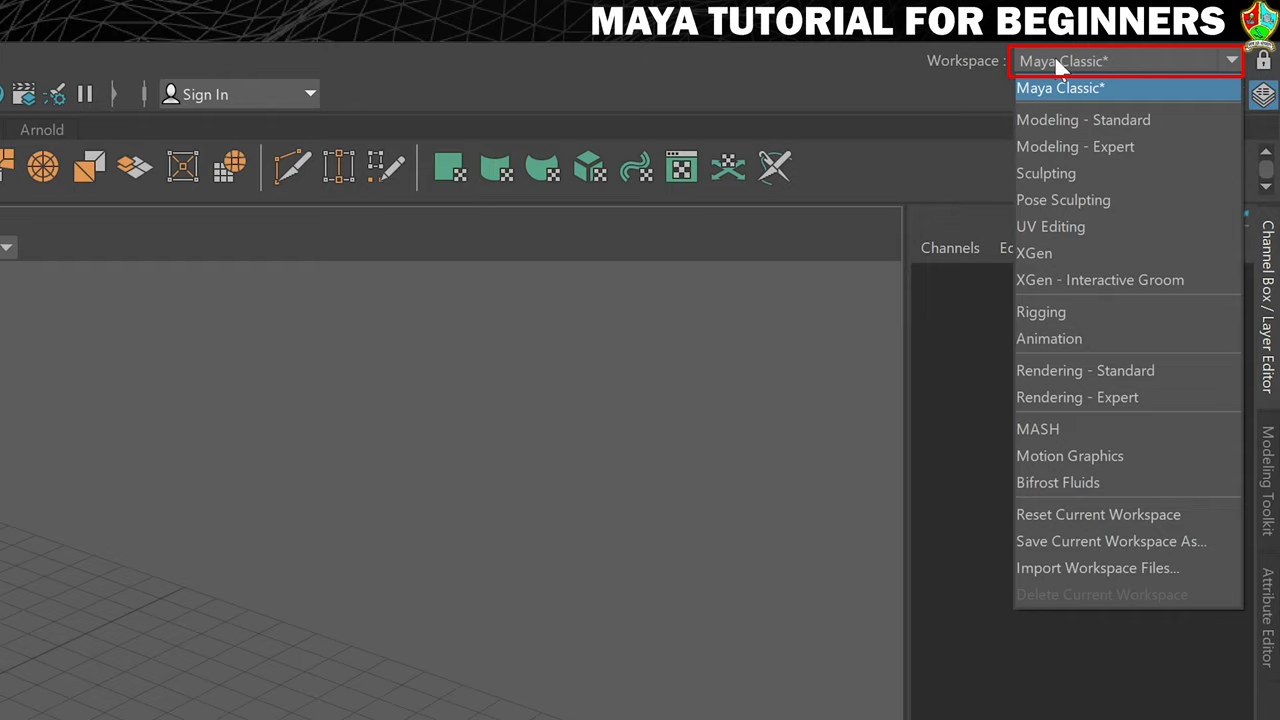 MAYA TUTORIAL FOR BEGINNERS
Workspace : Maya Classic*
Sign In
Arnold
Maya Classic*
Modeling - Standard
Modeling - Expert
Sculpting
Pose Sculpting
UV Editing
XGen
XGen - Interactive Groom
Rigging
Animation
Rendering - Standard
Rendering - Expert
MASH
Motion Graphics
Bifrost Fluids
Reset Current Workspace
Save Current Workspace As...
Import Workspace Files...
Delete Current Workspace
Channels
Channel Box / Layer Editor
Modeling Toolkit
Attribute Editor